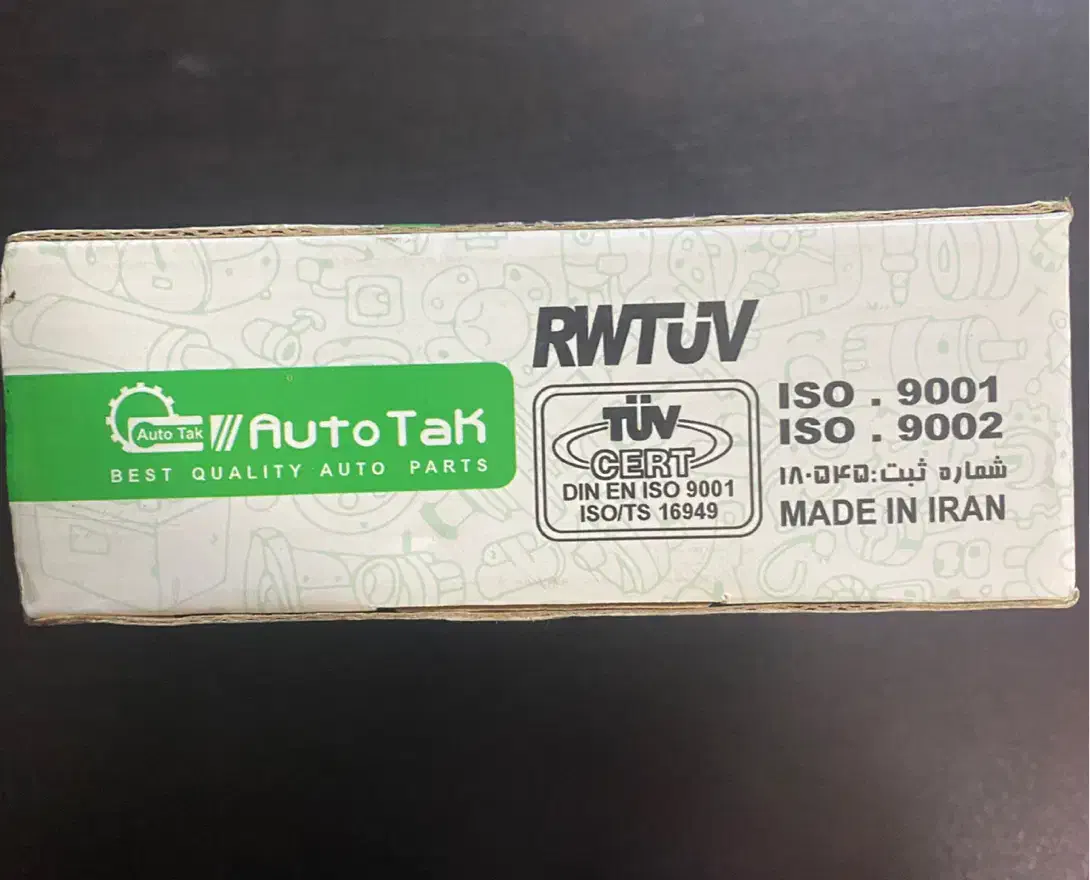 Auto Tak
AutoTak
BEST QUALITY AUTO PARTS
RWTÜV
TÜV
CERT
DIN EN ISO 9001
ISO/TS 16949
ISO . 9001
ISO . 9002
شماره ثبت:۱۸۰۵۴۵
MADE IN IRAN